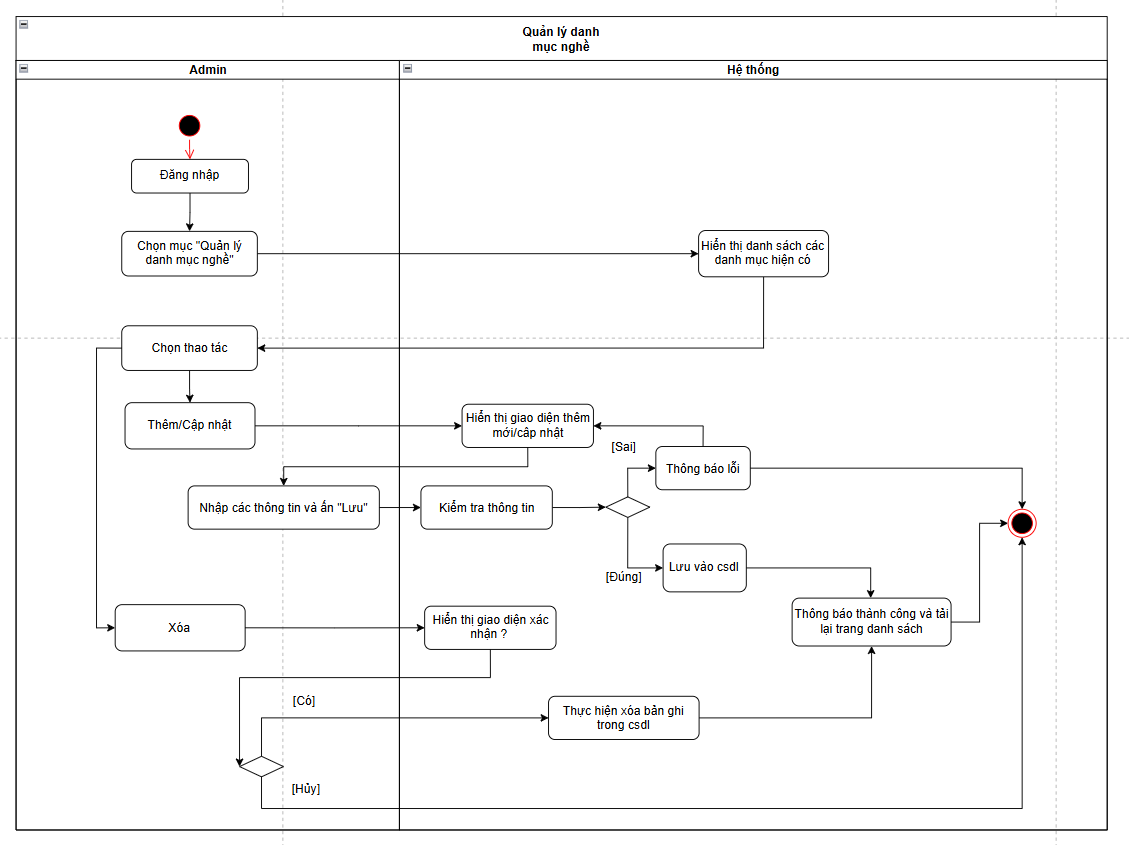 Quản lý danh
mục nghề
Admin
Hệ thống
Đăng nhập
Chọn mục "Quản lý
danh mục nghề"
Hiển thị danh sách các
danh mục hiện có
Chọn thao tác
Thêm/Cập nhật
Hiển thị giao diện thêm
mới/câp nhật
[Sai]
Thông báo lỗi
Nhập các thông tin và ấn "Lưu"
Kiểm tra thông tin
[Đúng]
Lưu vào csdl
Thông báo thành công và tải
lại trang danh sách
Xóa
Hiển thị giao diện xác
nhận ?
[Có]
Thực hiện xóa bản ghi
trong csdl
[Hủy]